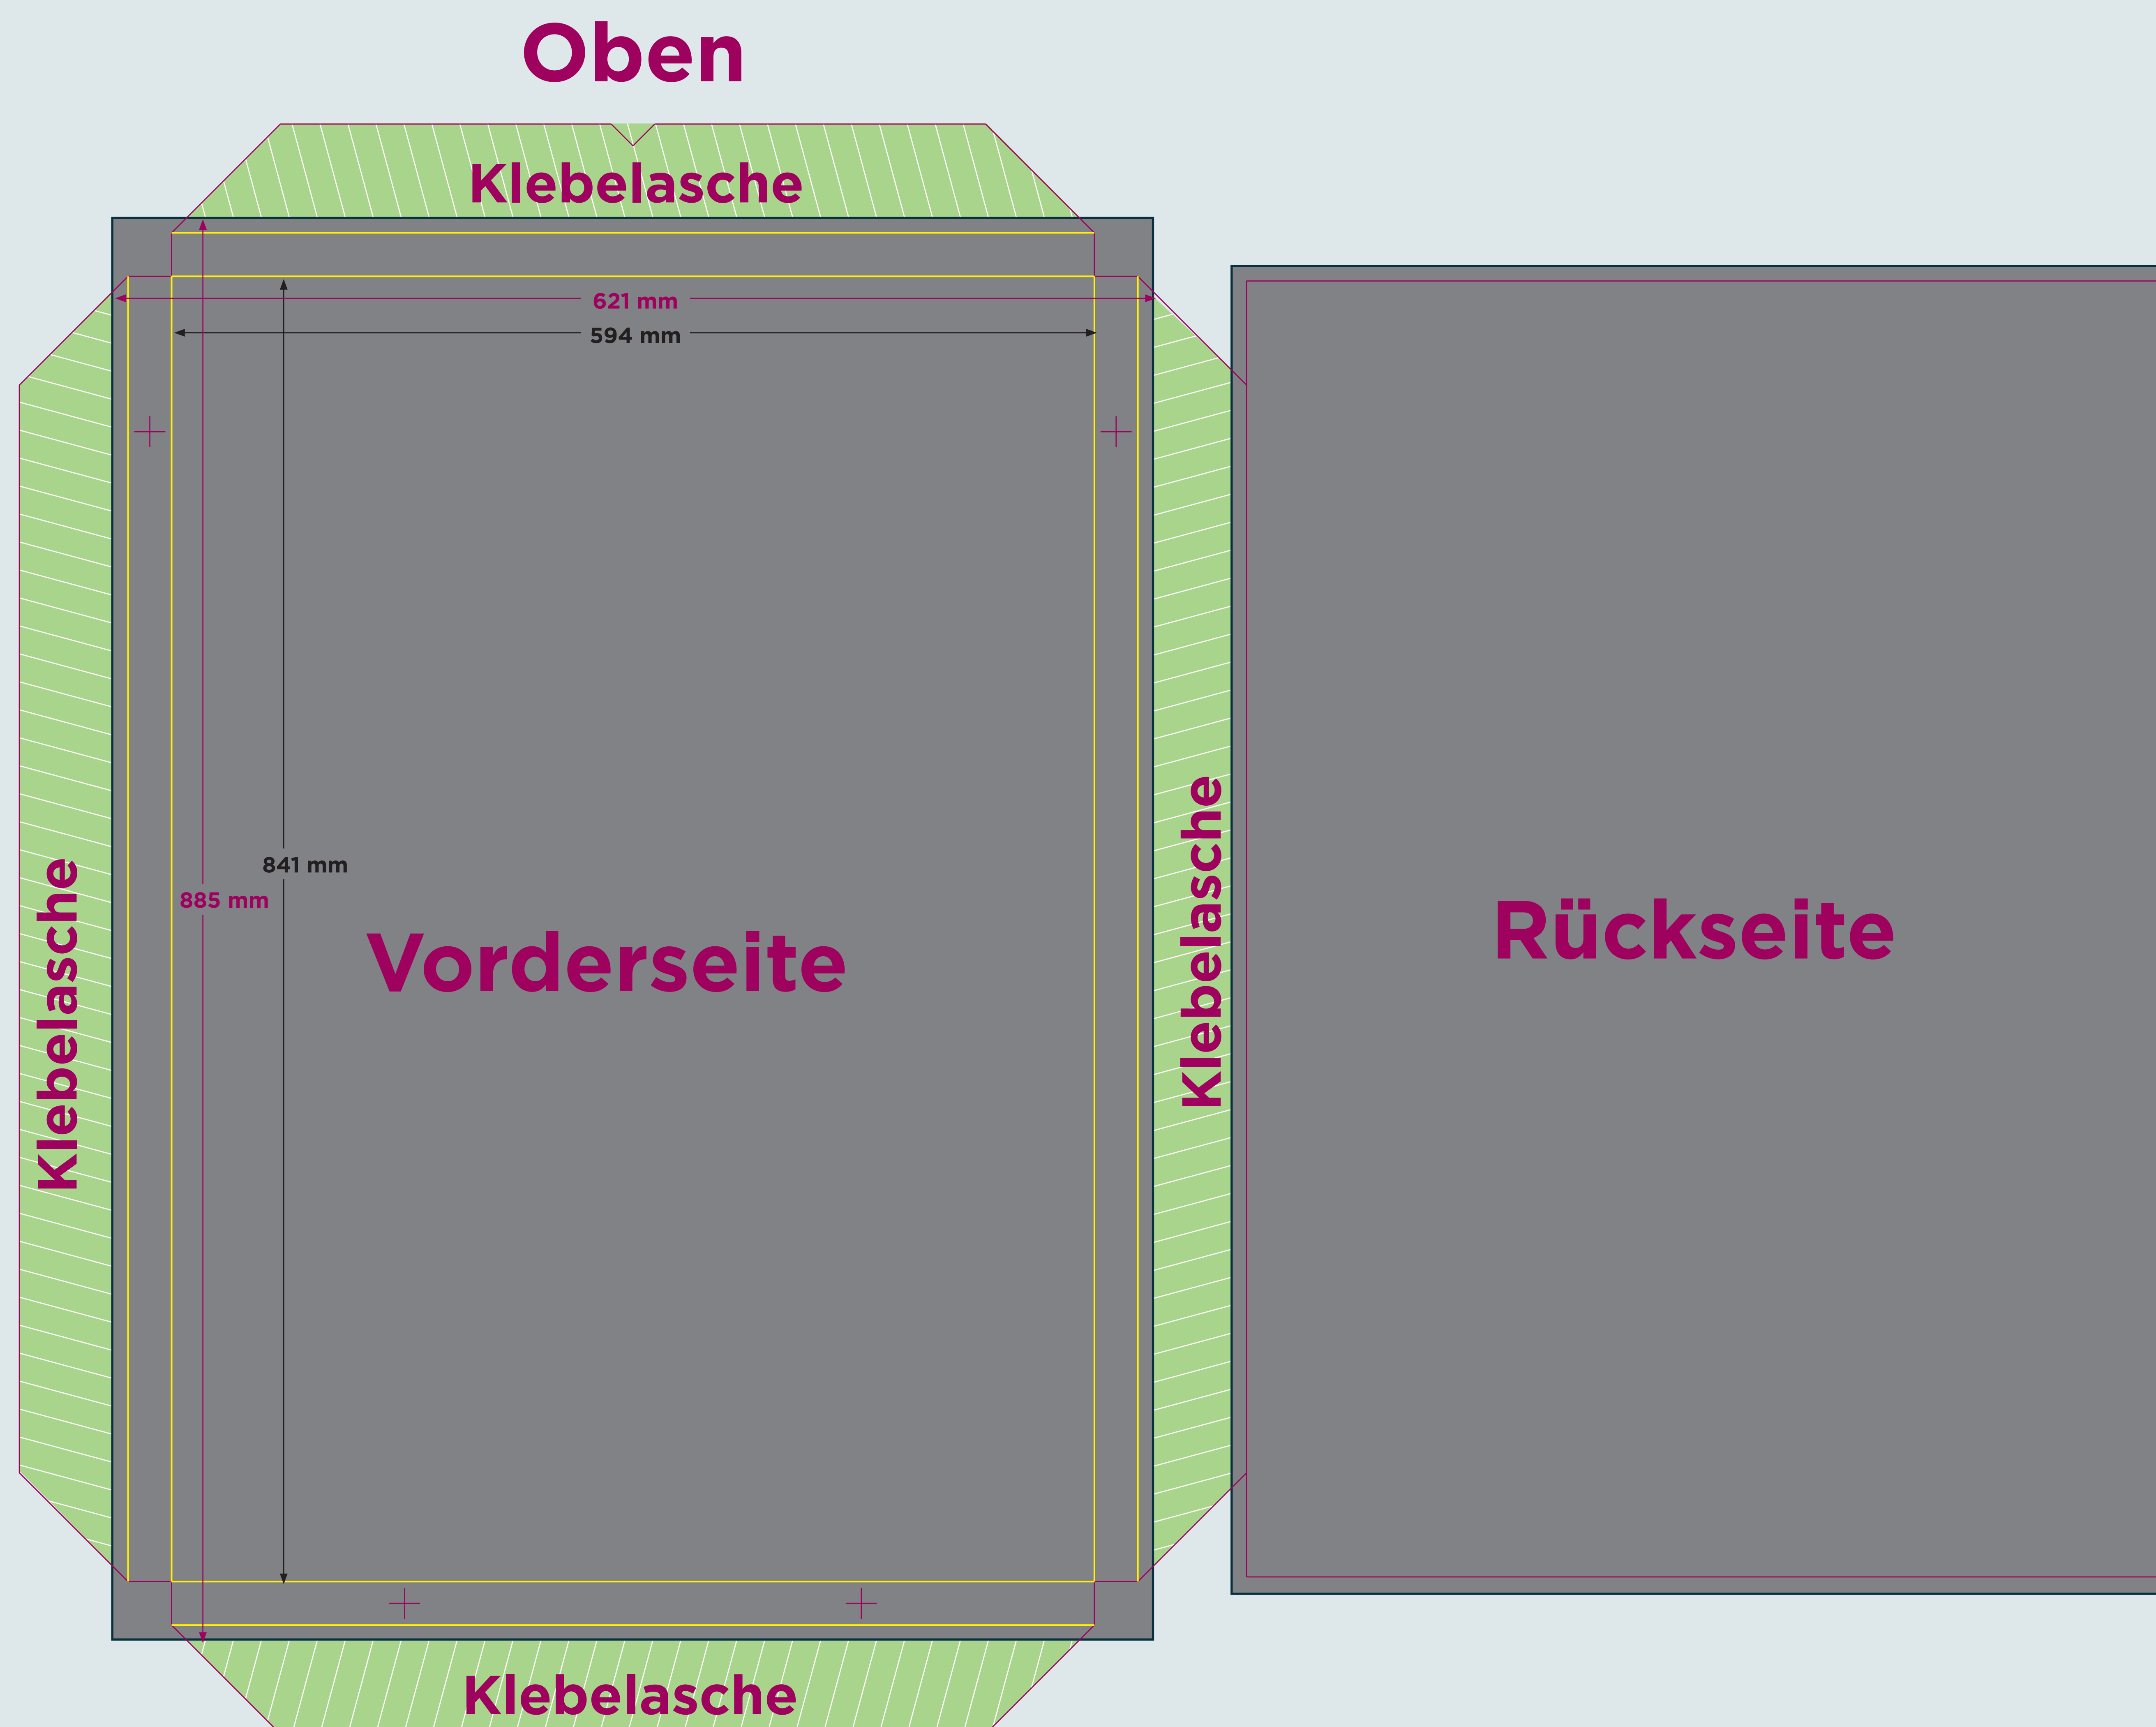 Oben
Klebelasche
621 mm
594 mm
841 mm
885 mm
Vorderseite
Klebelasche
Klebelasche
Rückseite
Klebelasche